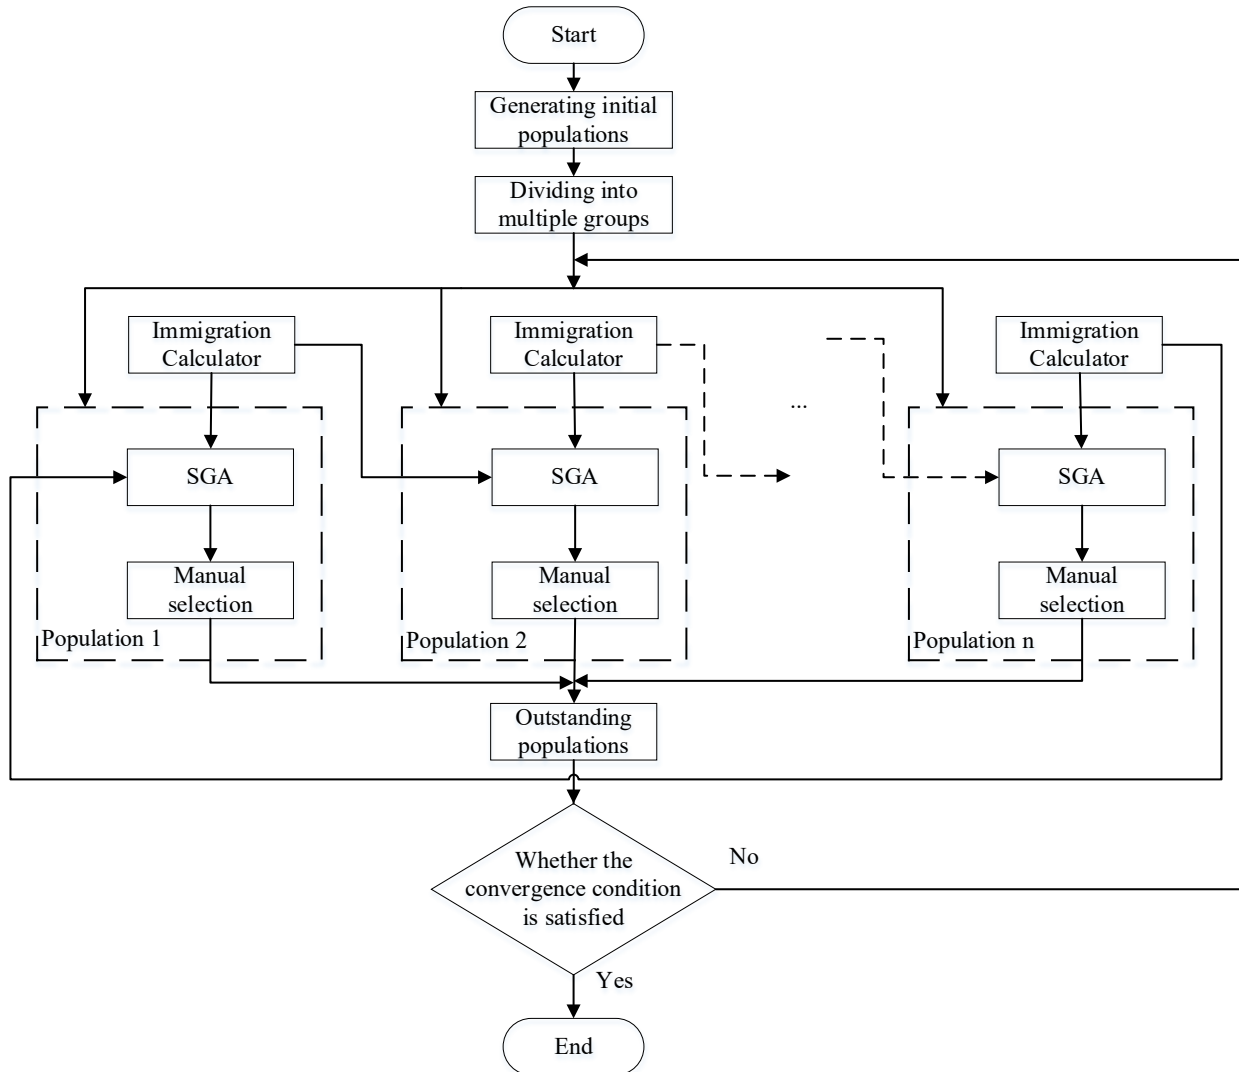 Start
Generating initial
populations
Dividing into
multiple groups
Immigration
Calculator
Immigration
Calculator
Immigration
Calculator
...
SGA
SGA
SGA
Manual
selection
Manual
selection
Manual
selection
Population 1
Population 2
Population n
Outstanding
populations
Whether the
convergence condition
is satisfied
No
Yes
End